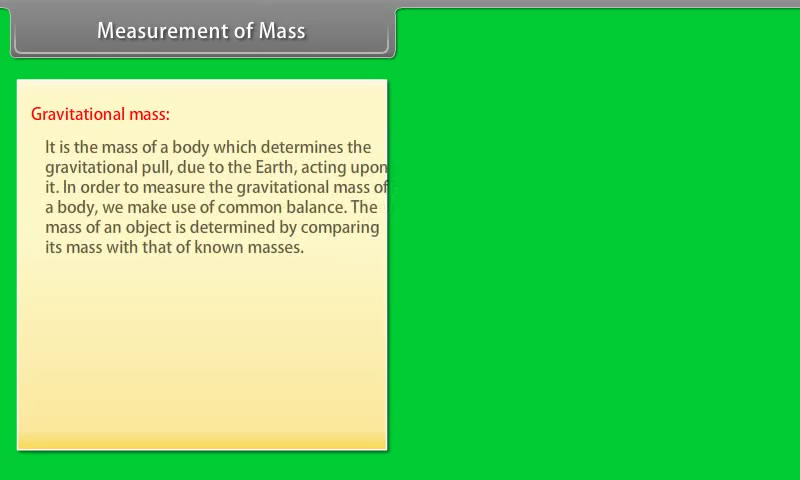 Measurement of Mass
Gravitational mass:
It is the mass of a body which determines the
gravitational pull, due to the Earth, acting upon
it. In order to measure the gravitational mass of
a body, we make use of common balance. The
mass of an object is determined by comparing
its mass with that of known masses.